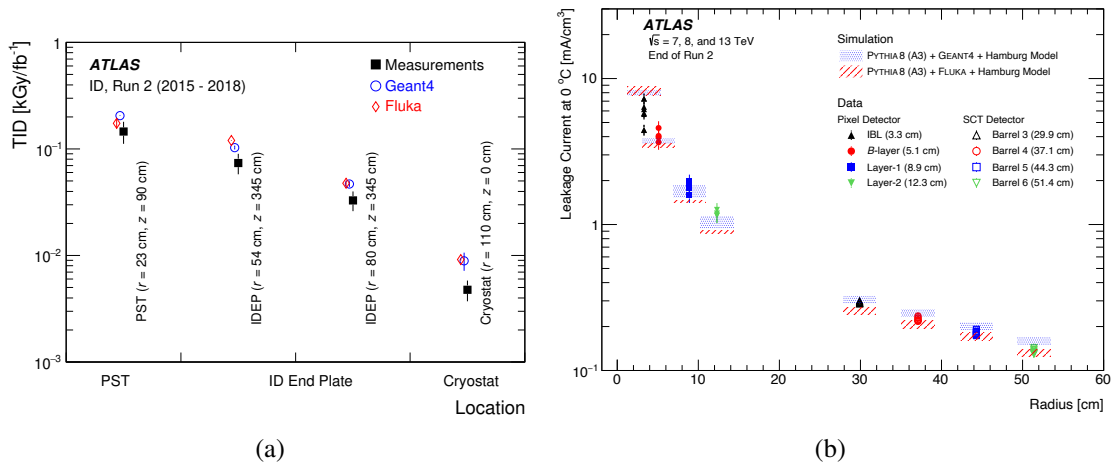 ATLAS
ID, Run 2 (2015 - 2018)
Measurements
Geant4
Fluka
TID [kGy/fb⁻¹]
1
10⁻¹
10⁻²
10⁻³
PST (r = 23 cm, z = 90 cm)
IDEP (r = 54 cm, z = 345 cm)
IDEP (r = 80 cm, z = 345 cm)
Cryostat (r = 110 cm, z = 0 cm)
PST
ID End Plate
Cryostat
Location
(a)
ATLAS
√s = 7, 8, and 13 TeV
End of Run 2
Simulation
PYTHIA8 (A3) + GEANT4 + Hamburg Model
PYTHIA8 (A3) + FLUKA + Hamburg Model
Data
Pixel Detector
IBL (3.3 cm)
B-layer (5.1 cm)
Layer-1 (8.9 cm)
Layer-2 (12.3 cm)
SCT Detector
Barrel 3 (29.9 cm)
Barrel 4 (37.1 cm)
Barrel 5 (44.3 cm)
Barrel 6 (51.4 cm)
Leakage Current at 0 °C [mA/cm³]
10
1
10⁻¹
0 10 20 30 40 50 60
Radius [cm]
(b)